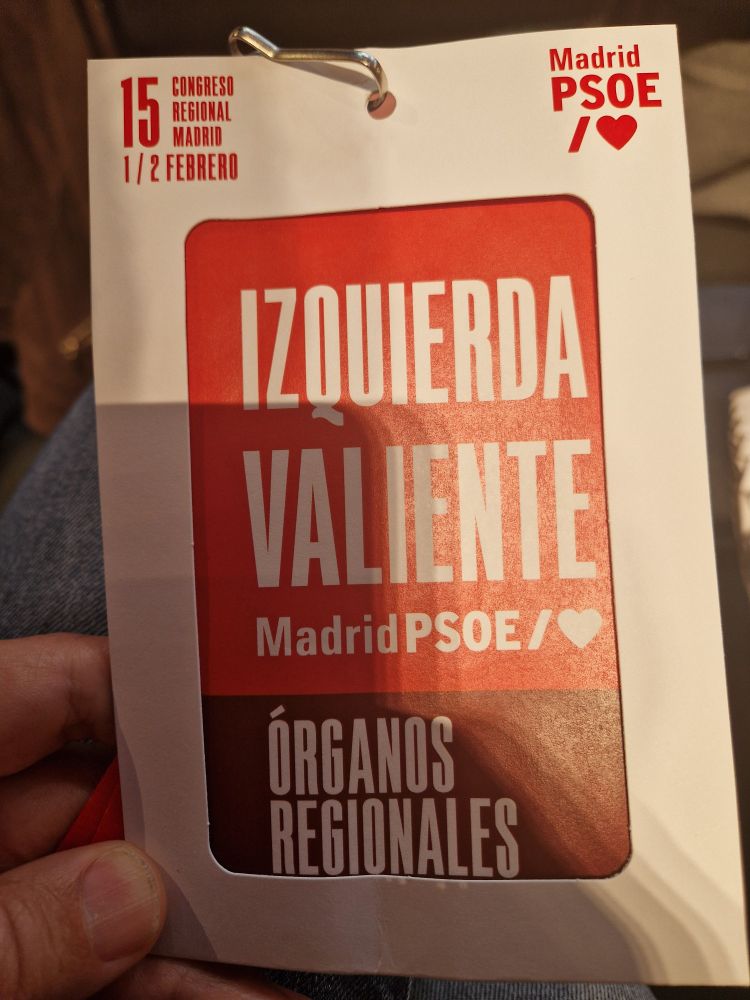 15 CONGRESO
REGIONAL
MADRID
1 / 2 FEBRERO
Madrid
PSOE
/
IZQUIERDA
VALIENTE
Madrid PSOE /
ÓRGANOS
REGIONALES